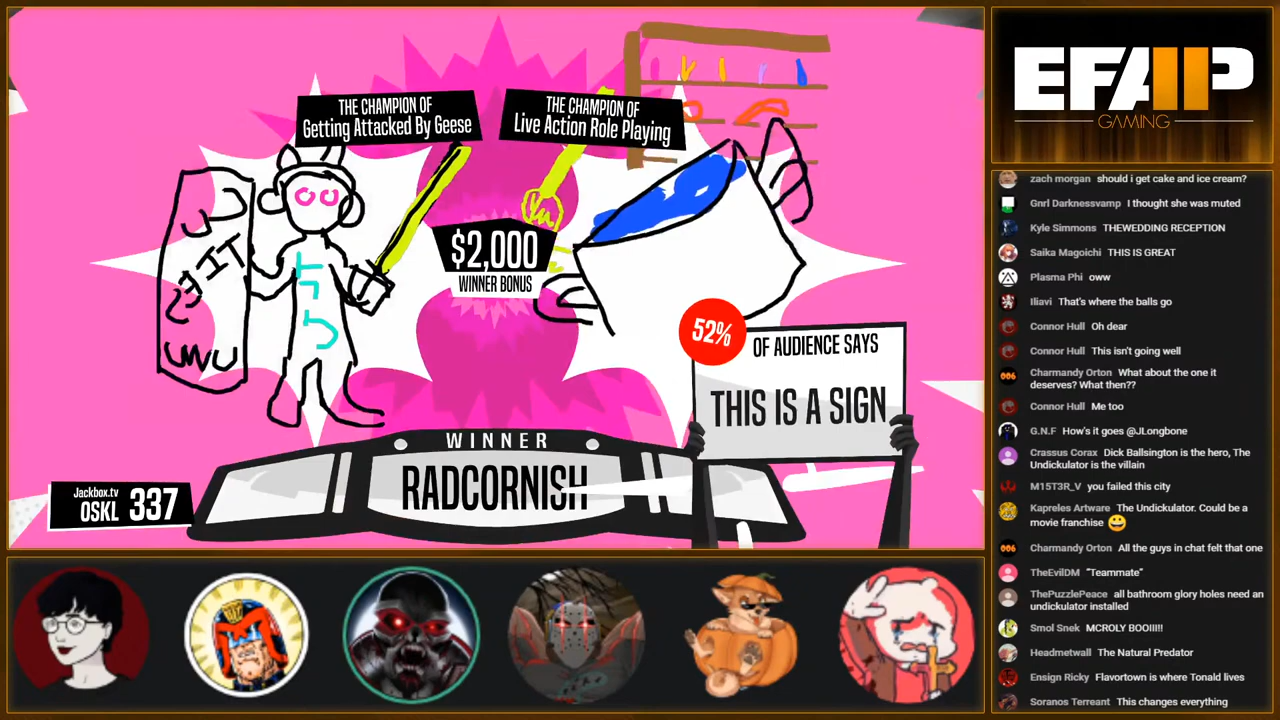 THE CHAMPION OF
Getting Attacked By Geese
THE CHAMPION OF
Live Action Role Playing
$2,000
WINNER BONUS
UWU
52%
OF AUDIENCE SAYS
THIS IS A SIGN
WINNER
RADCORNISH
Jackbox.tv
OSKL 337
EFAP
GAMING
zach morgan should i get cake and ice cream?
Gnrl Darknessvamp I thought she was muted
Kyle Simmons THEWEDDING RECEPTION
Saika Magoichi THIS IS GREAT
Plasma Phi oww
Iliavi That's where the balls go
Connor Hull Oh dear
Connor Hull This isn't going well
Charmandy Orton What about the one it
deserves? What then??
Connor Hull Me too
G.N.F How's it goes @JLongbone
Crassus Corax Dick Ballsington is the hero, The
Undickulator is the villain
M15T3R_V you failed this city
Kapreles Artware The Undickulator. Could be a
movie franchise 😀
Charmandy Orton All the guys in chat felt that one
TheEvilDM “Teammate”
ThePuzzlePeace all bathroom glory holes need an
undickulator installed
Smol Snek MCROLY BOOIII!!
Headmetwall The Natural Predator
Ensign Ricky Flavortown is where Tonald lives
Soranos Terreant This changes everything